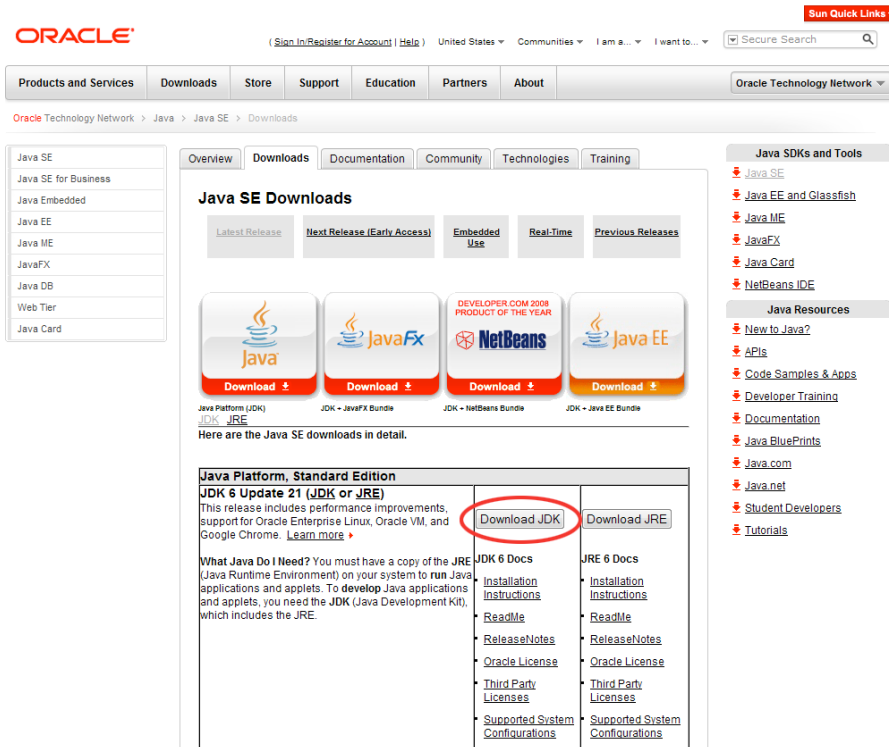 Sun Quick Links
ORACLE
( Sign In/Register for Account | Help ) United States Communities I am a... I want to... Secure Search
Products and Services Downloads Store Support Education Partners About Oracle Technology Network
Oracle Technology Network > Java > Java SE > Downloads
Java SE
Java SE for Business
Java Embedded
Java EE
Java ME
JavaFX
Java DB
Web Tier
Java Card
Overview Downloads Documentation Community Technologies Training
Java SE Downloads
Latest Release Next Release (Early Access) Embedded Use Real-Time Previous Releases
Java
Download
JavaFX
Download
DEVELOPER.COM 2008
PRODUCT OF THE YEAR
NetBeans
Download
Java EE
Download
Java Platform (JDK) JDK + JavaFX Bundle JDK + NetBeans Bundle JDK + Java EE Bundle
JDK JRE
Here are the Java SE downloads in detail.
Java Platform, Standard Edition
JDK 6 Update 21 (JDK or JRE)
This release includes performance improvements,
support for Oracle Enterprise Linux, Oracle VM, and
Google Chrome. Learn more
What Java Do I Need? You must have a copy of the JRE
(Java Runtime Environment) on your system to run Java
applications and applets. To develop Java applications
and applets, you need the JDK (Java Development Kit),
which includes the JRE.
Download JDK
JDK 6 Docs
Installation
Instructions
ReadMe
ReleaseNotes
Oracle License
Third Party
Licenses
Supported System
Configurations
Download JRE
JRE 6 Docs
Installation
Instructions
ReadMe
ReleaseNotes
Oracle License
Third Party
Licenses
Supported System
Configurations
Java SDKs and Tools
Java SE
Java EE and Glassfish
Java ME
JavaFX
Java Card
NetBeans IDE
Java Resources
New to Java?
APIs
Code Samples & Apps
Developer Training
Documentation
Java BluePrints
Java.com
Java.net
Student Developers
Tutorials